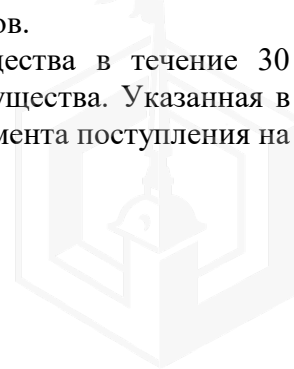 ов.
щества в течение 30
ущества. Указанная в
мента поступления на